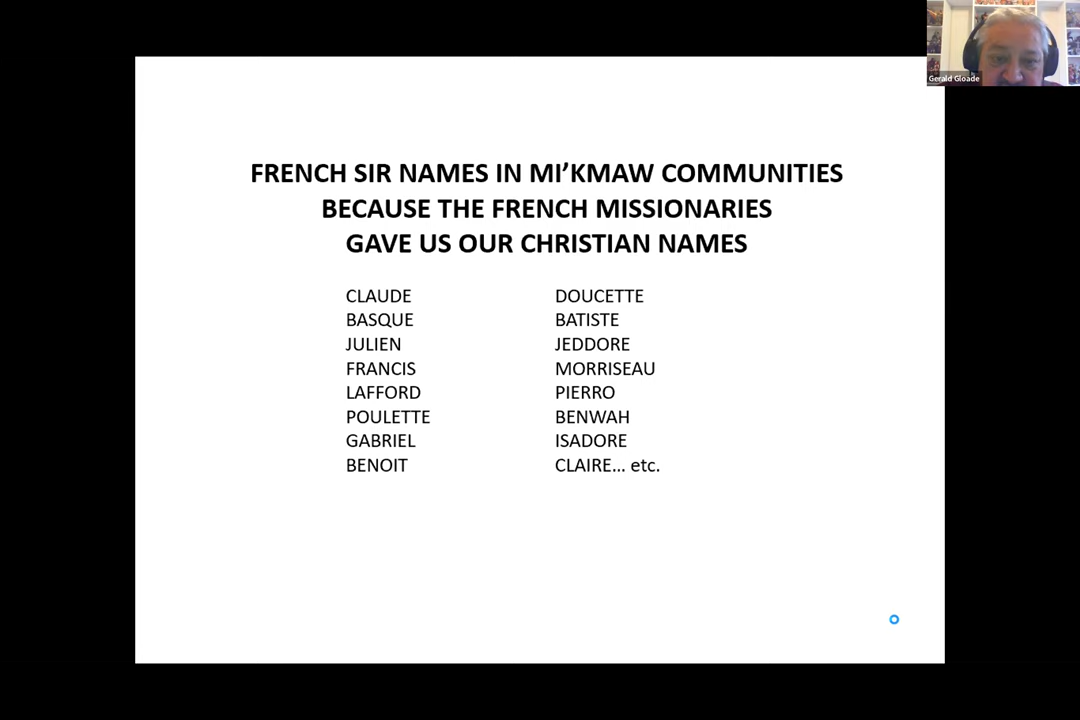 Gerald Gloade
FRENCH SIR NAMES IN MI’KMAW COMMUNITIES
BECAUSE THE FRENCH MISSIONARIES
GAVE US OUR CHRISTIAN NAMES
CLAUDE
BASQUE
JULIEN
FRANCIS
LAFFORD
POULETTE
GABRIEL
BENOIT
DOUCETTE
BATISTE
JEDDORE
MORRISEAU
PIERRO
BENWAH
ISADORE
CLAIRE... etc.